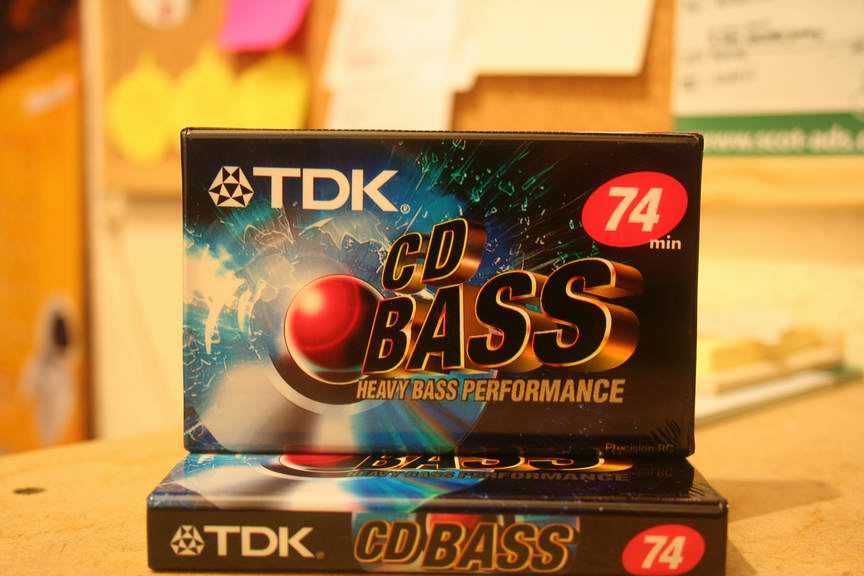 www.scot-ads.
TDK®
74
min
CD
BASS
HEAVY BASS PERFORMANCE
Precision RC
BASS
HEAVY BASS PERFORMANCE
TDK.
CD BASS
74